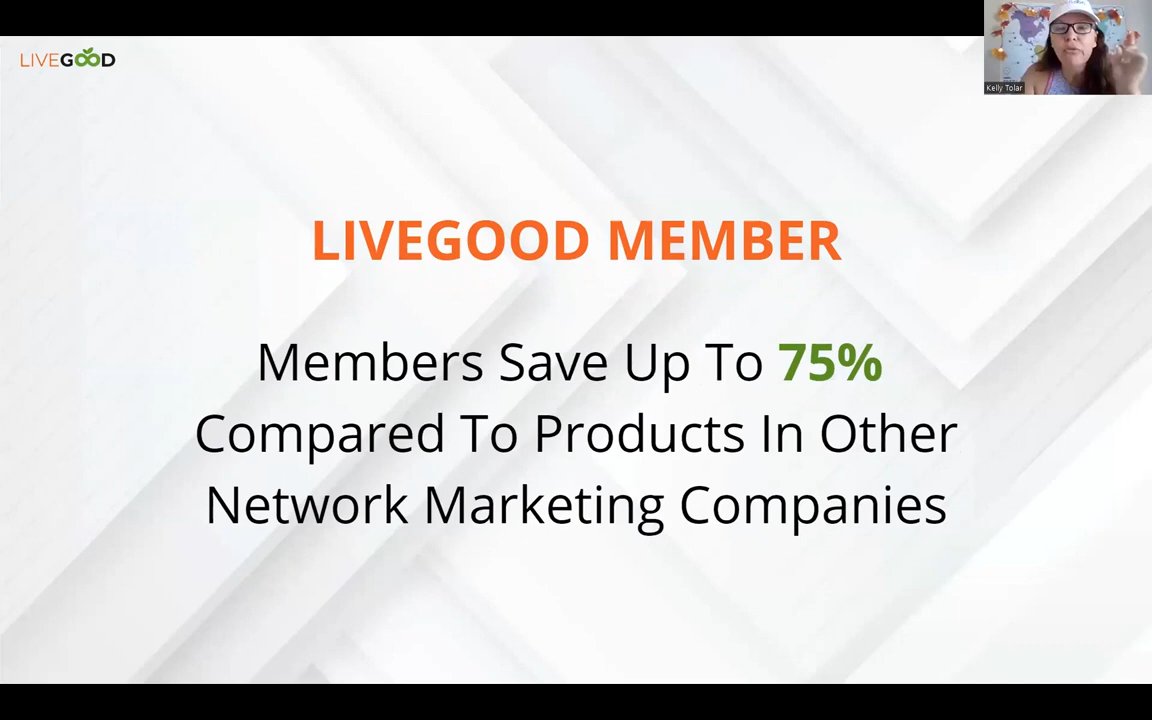 LIVEGOOD
Kelly Tolar
LIVEGOOD MEMBER
Members Save Up To 75%
Compared To Products In Other
Network Marketing Companies